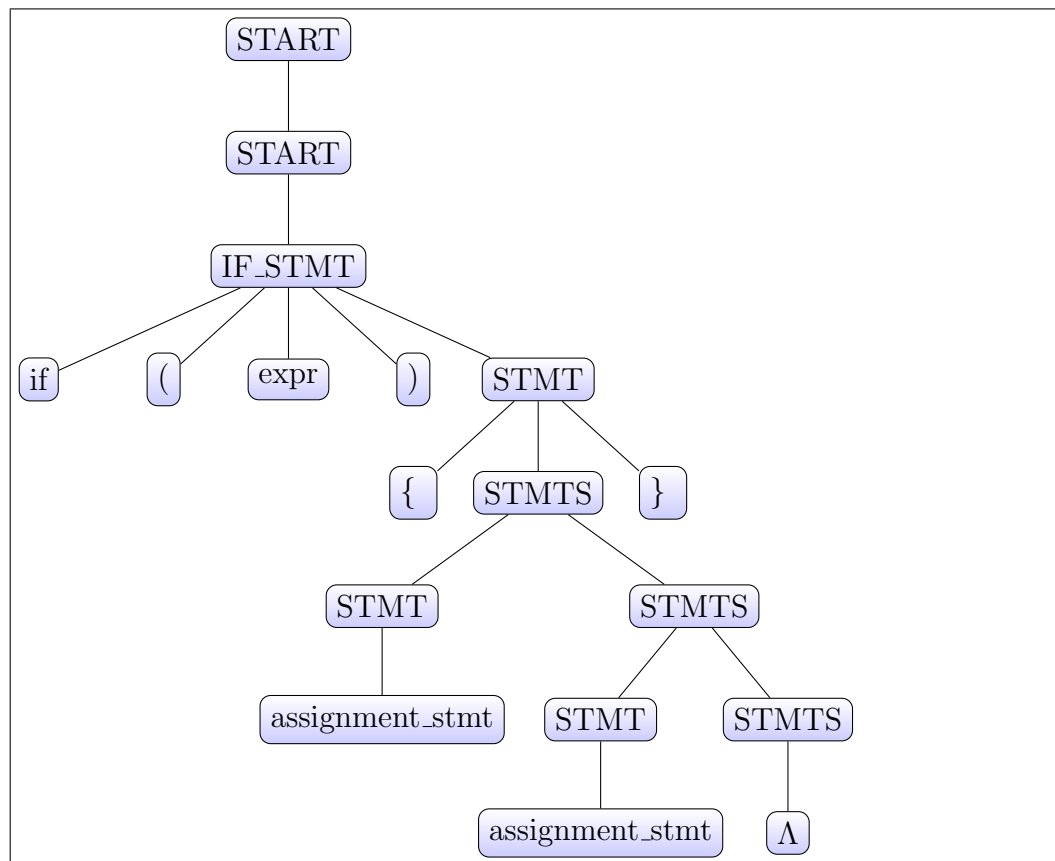 START
START
IF_STMT
if ( expr ) STMT
{ STMTS }
STMT STMTS
assignment_stmt STMT STMTS
assignment_stmt Λ